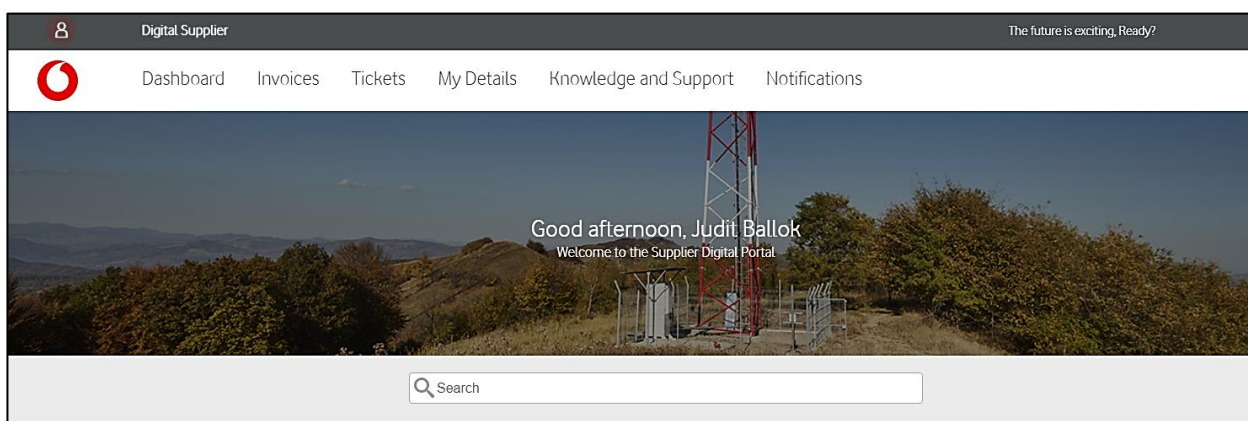 Digital Supplier
The future is exciting, Ready?
Dashboard Invoices Tickets My Details Knowledge and Support Notifications
Good afternoon, Judit Ballok
Welcome to the Supplier Digital Portal
Search